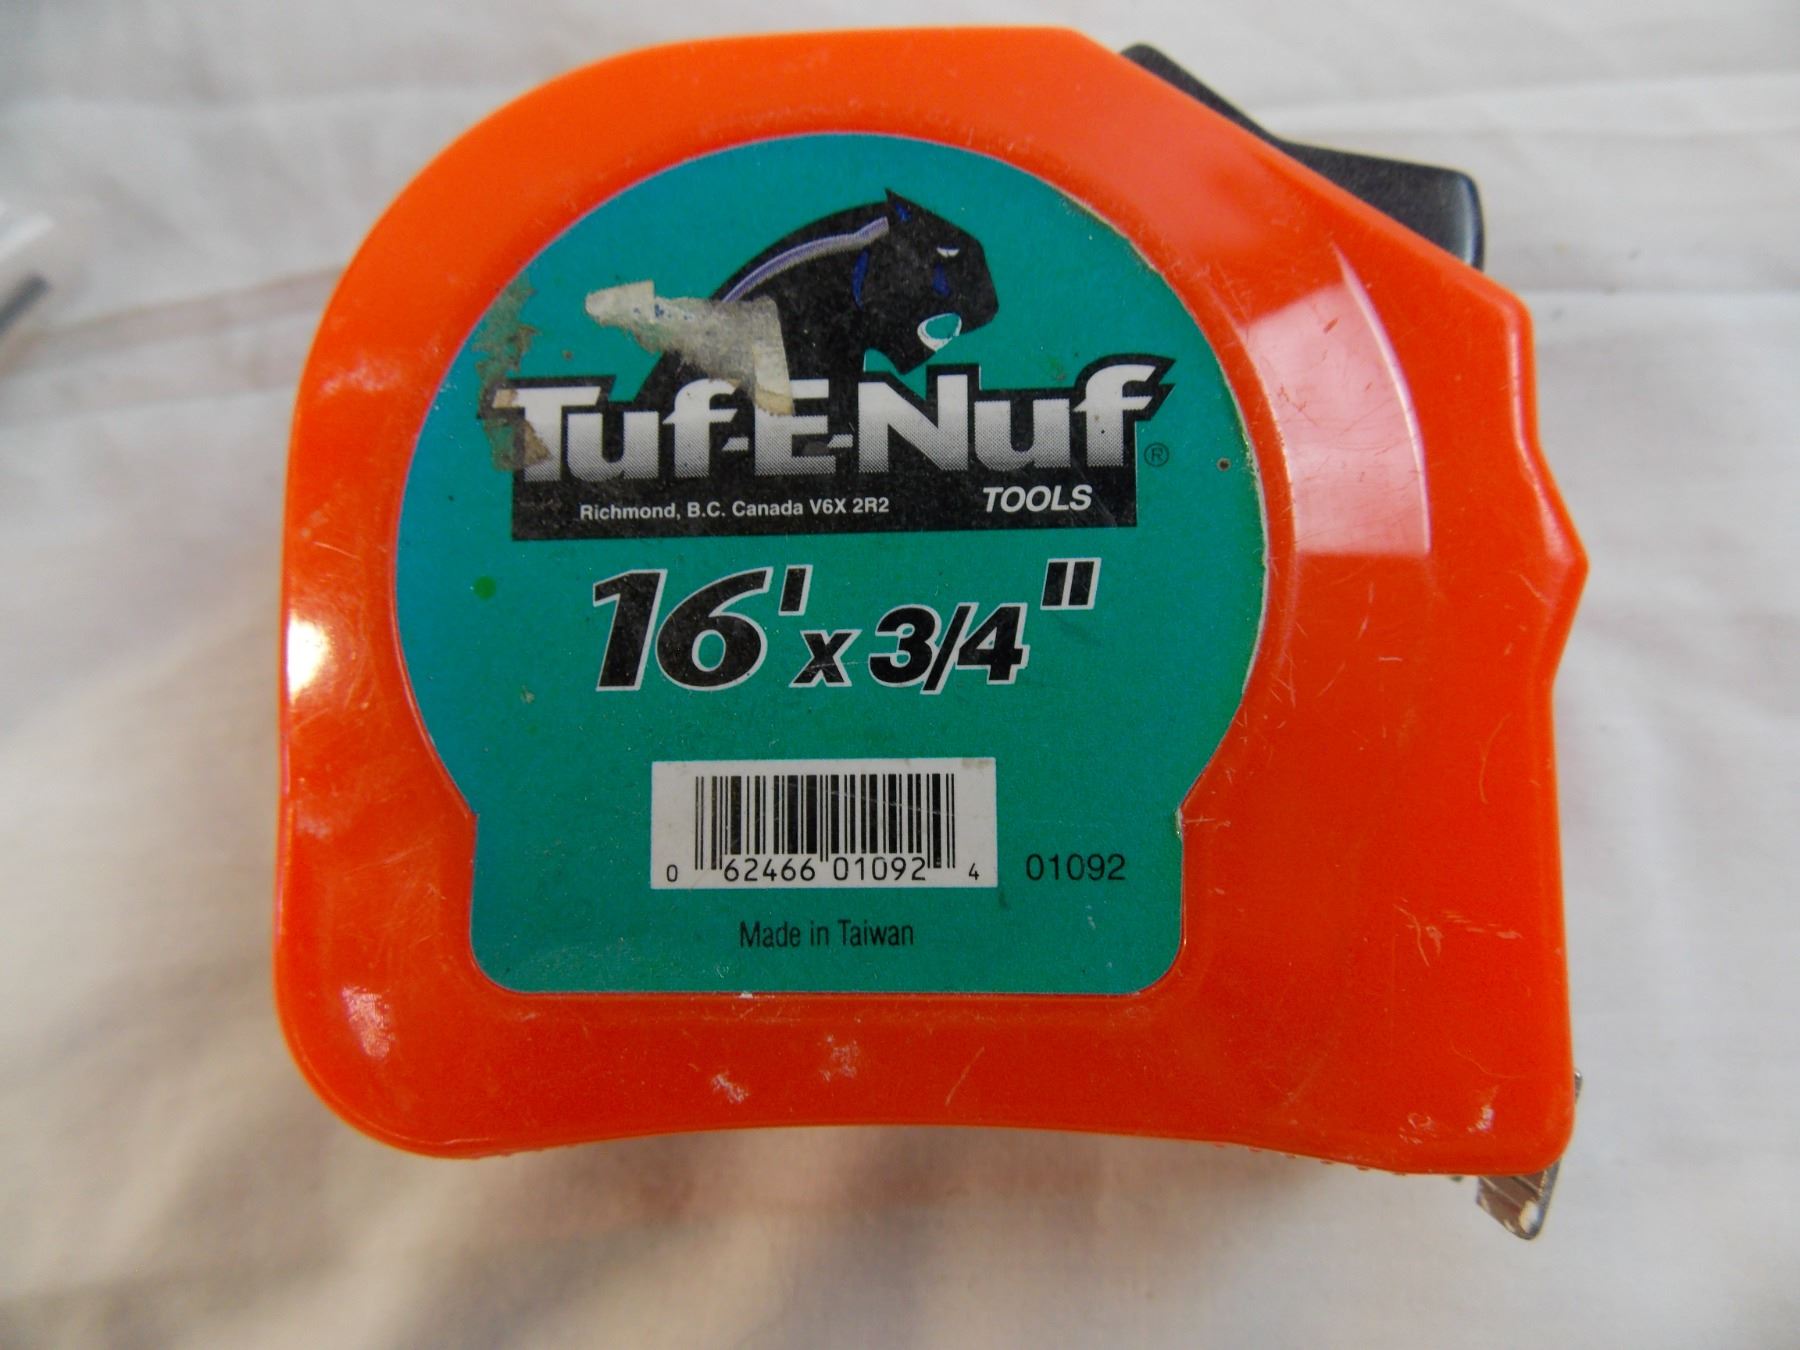 Tuf-E-Nuf ®
Richmond, B.C. Canada V6X 2R2 TOOLS
16' x 3/4"
0 62466 01092 4 01092
Made in Taiwan